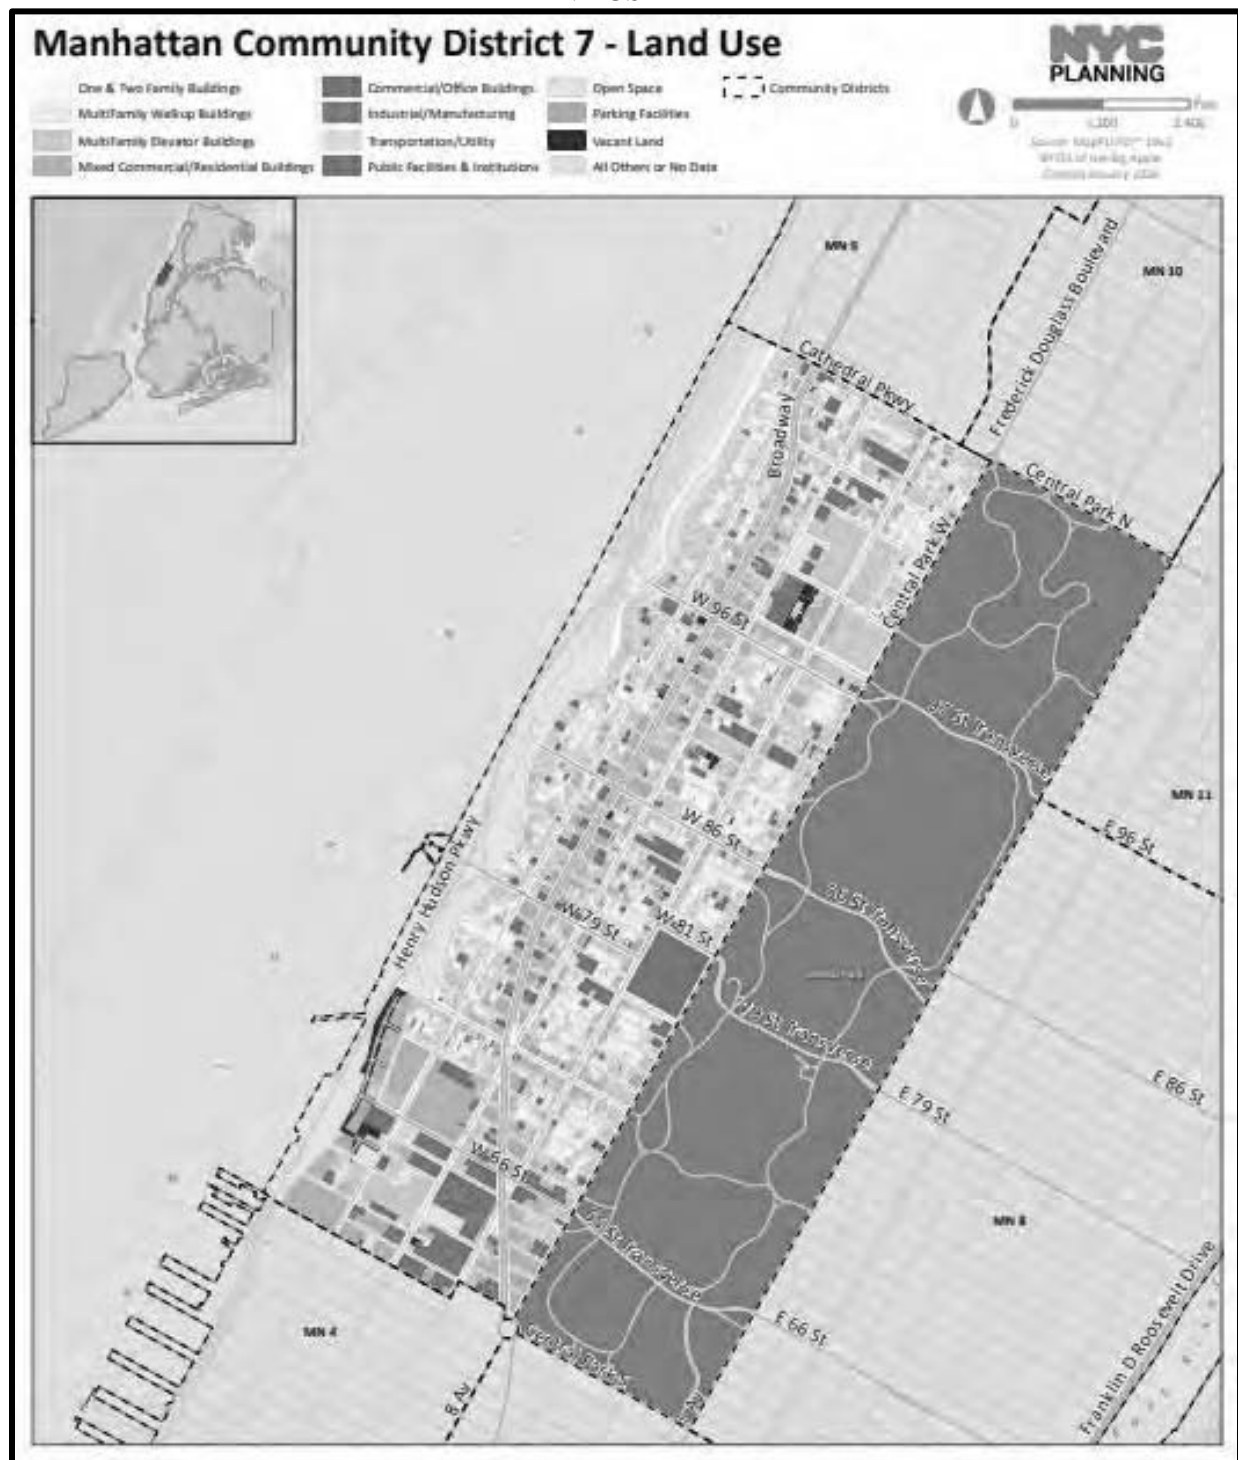 Manhattan Community District 7 - Land Use
NYC
PLANNING
One & Two Family Buildings
MultiFamily Walkup Buildings
MultiFamily Elevator Buildings
Mixed Commercial/Residential Buildings
Commercial/Office Buildings
Industrial/Manufacturing
Transportation/Utility
Public Facilities & Institutions
Open Space
Parking Facilities
Vacant Land
All Others or No Data
Community Districts
0
MN 9
MN 10
Frederick Douglass Boulevard
Cathedral Pkwy
Broadway
Central Park N
Central Park W
W 96 St
97 St Transverse
MN 11
E 96 St
W 86 St
Henry Hudson Pkwy
W 79 St
W 81 St
E 86 St
E 79 St
W 66 St
MN 8
E 66 St
MN 4
8 Av
Franklin D Roosevelt Drive